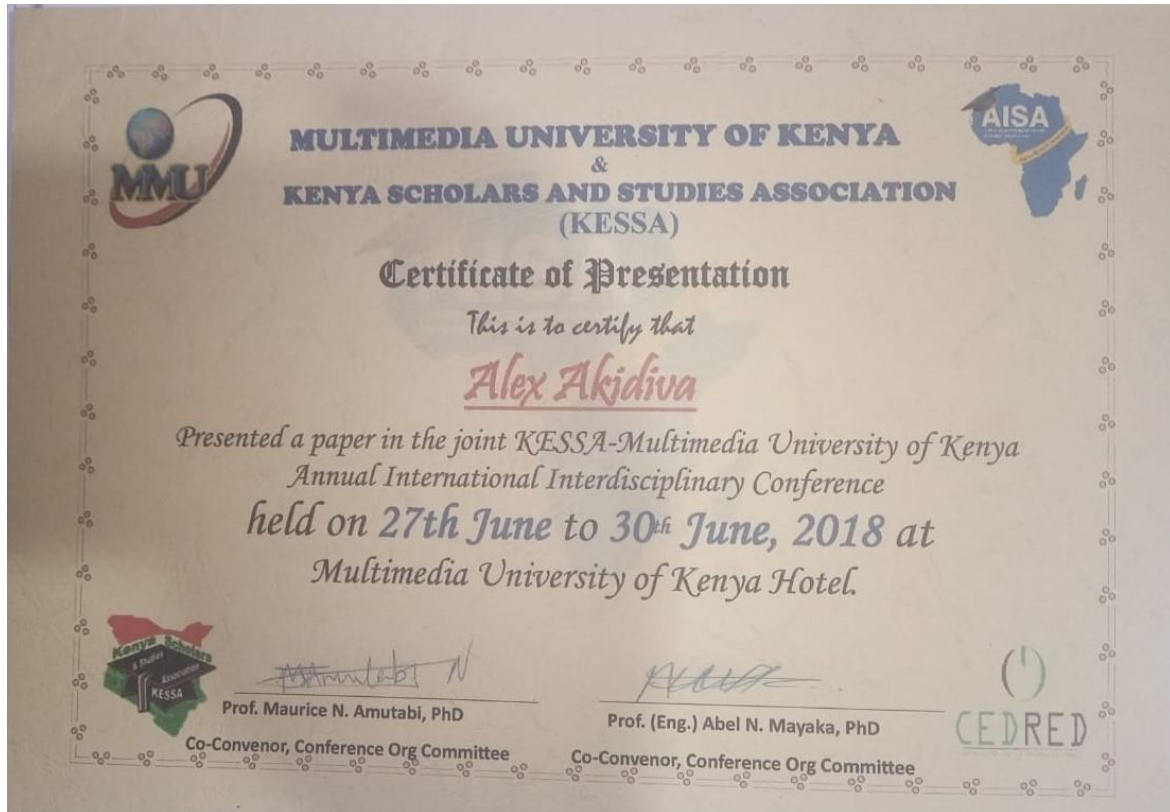 MMU
AISA
MULTIMEDIA UNIVERSITY OF KENYA
&
KENYA SCHOLARS AND STUDIES ASSOCIATION
(KESSA)
Certificate of Presentation
This is to certify that
Alex Akidiva
Presented a paper in the joint KESSA-Multimedia University of Kenya
Annual International Interdisciplinary Conference
held on 27th June to 30th June, 2018 at
Multimedia University of Kenya Hotel.
Kenya Scholars
& Studies
Association
KESSA
Prof. Maurice N. Amutabi, PhD
Co-Convenor, Conference Org Committee
Prof. (Eng.) Abel N. Mayaka, PhD
Co-Convenor, Conference Org Committee
CEDRED